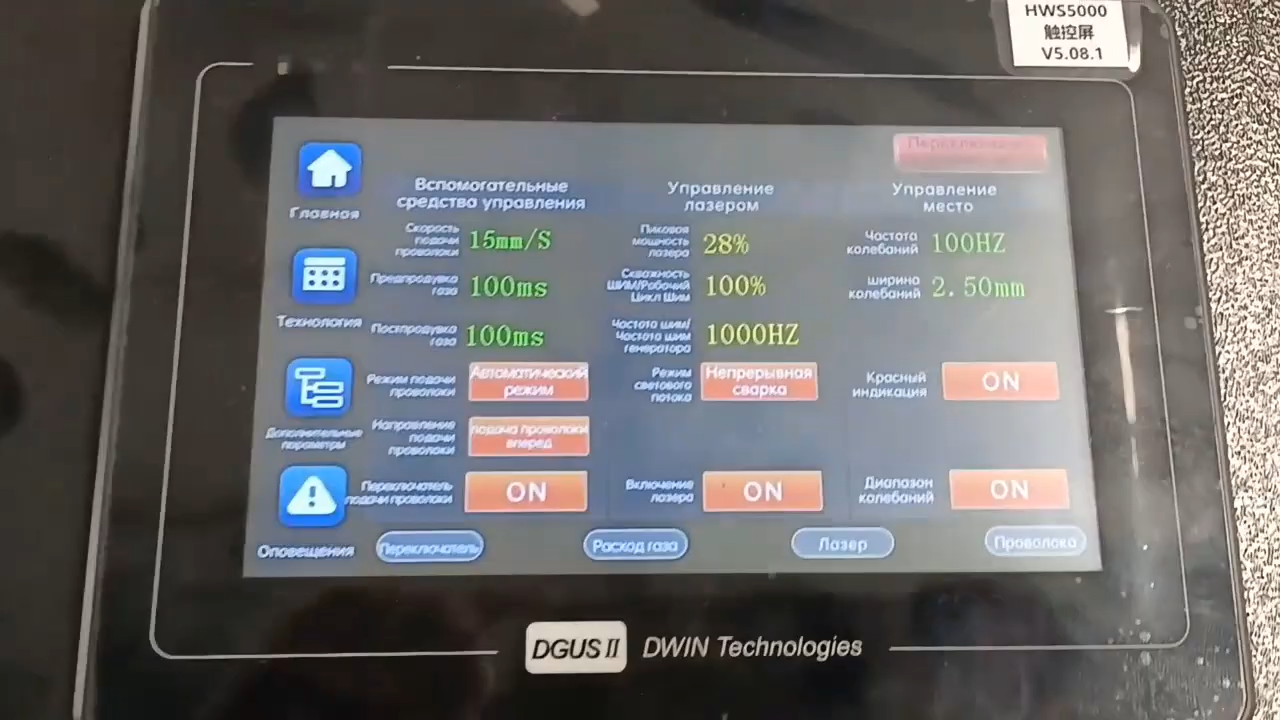 HWS5000
触控屏
V5.08.1
Главная
Технология
Дополнительные
параметры
Оповещения
Вспомогательные
средства управления
Скорость
подачи
проволоки
15mm/S
Предпродувка
газа
100ms
Постпродувка
газа
100ms
Режим подачи
проволоки
Автоматический
режим
Направление
подачи
проволоки
подача проволоки
вперед
Переключатель
подачи проволоки
ON
Управление
лазером
Пиковая
мощность
лазера
28%
Скважность
ШИМ/Рабочий
Цикл Шим
100%
Частота шим/
Частота шим
генератора
1000HZ
Режим
светового
потока
Непрерывная
сварка
Включение
лазера
ON
Управление
место
Частота
колебаний
100HZ
ширина
колебаний
2.50mm
Красный
индикация
ON
Диапазон
колебаний
ON
Переключатель
Расход газа
Лазер
Проволока
DGUS II
DWIN Technologies